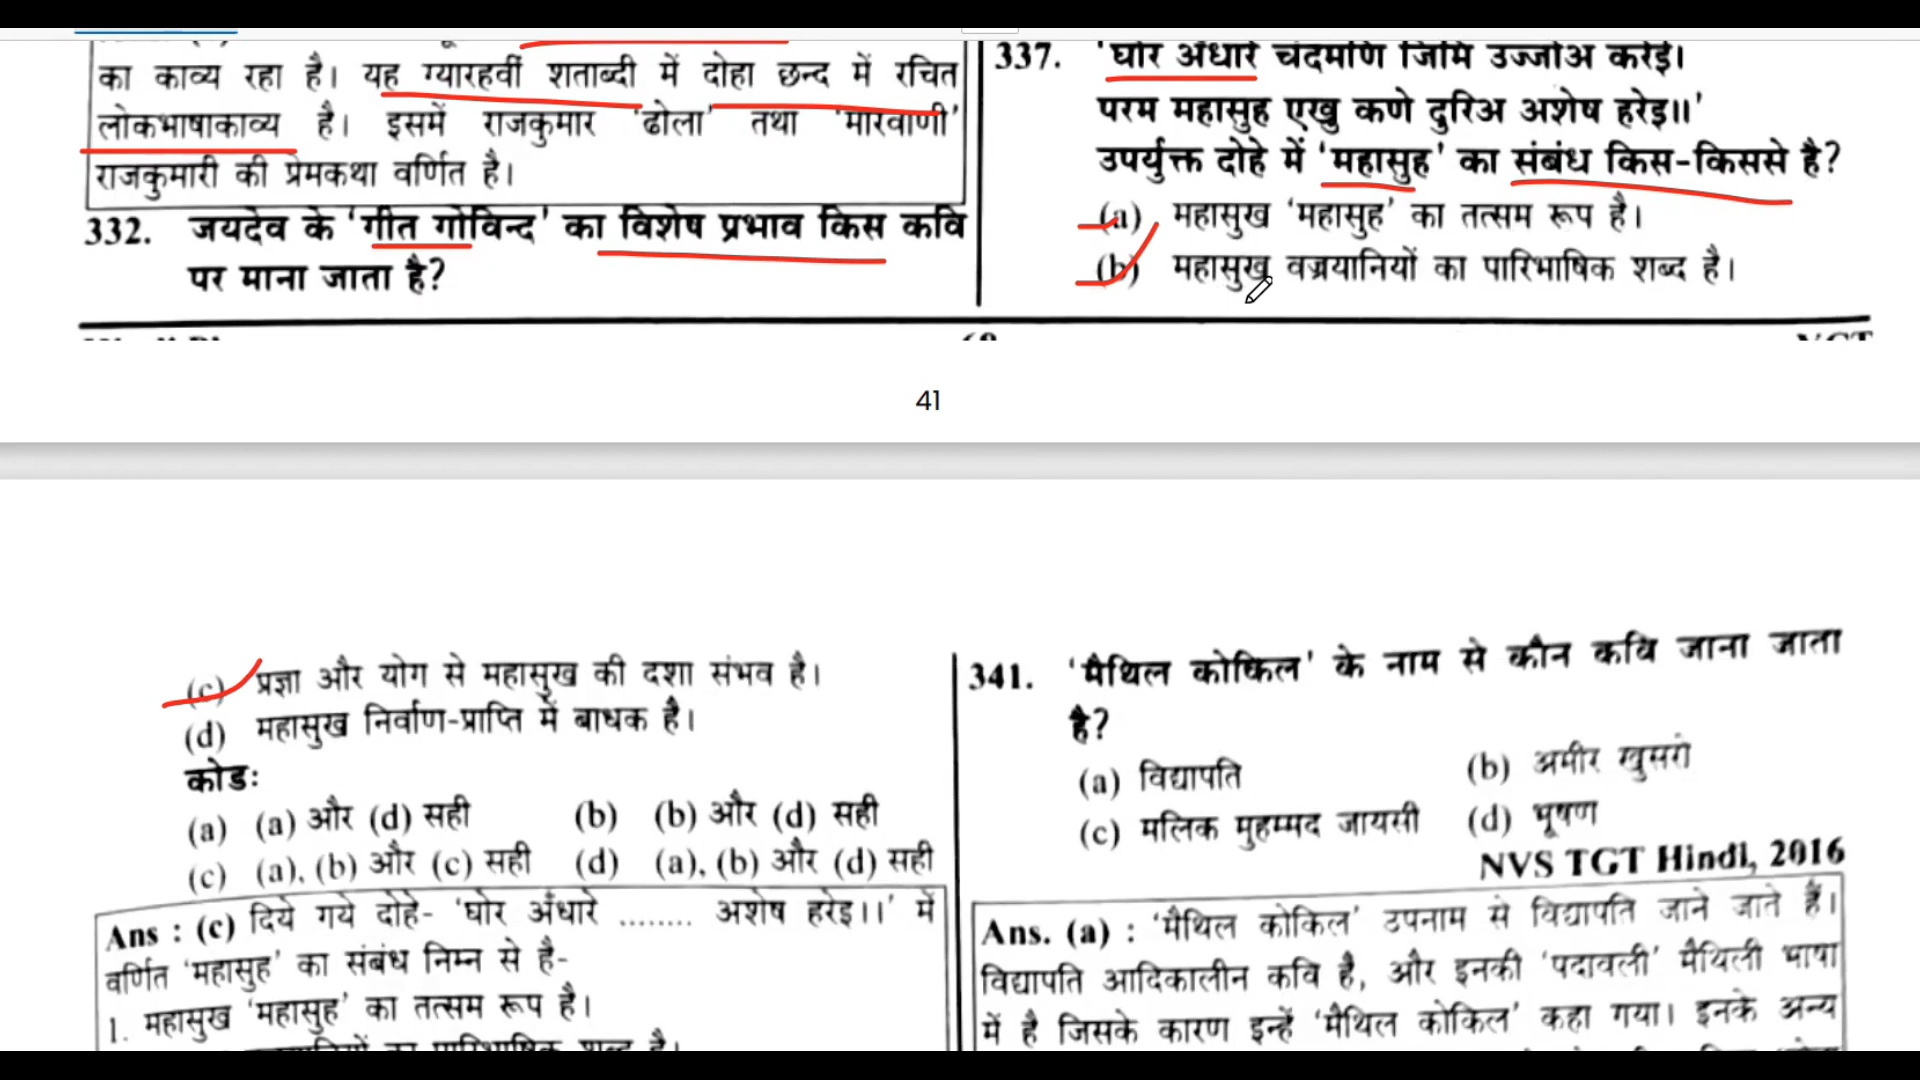 का काव्य रहा है। यह ग्यारहवीं शताब्दी में दोहा छन्द में रचित
लोकभाषाकाव्य है। इसमें राजकुमार 'ढोला' तथा 'मारवाणी'
राजकुमारी की प्रेमकथा वर्णित है।
332. जयदेव के 'गीत गोविन्द' का विशेष प्रभाव किस कवि
पर माना जाता है?
337. 'घोर अंधारे चंदमणि जिमि उज्जोअ करेइ।
परम महासुह एखु कणे दुरिअ अशेष हरेइ॥'
उपर्युक्त दोहे में 'महासुह' का संबंध किस-किससे है?
(a) महासुख 'महासुह' का तत्सम रूप है।
(b) महासुख वज्रयानियों का पारिभाषिक शब्द है।
41
(c) प्रज्ञा और योग से महासुख की दशा संभव है।
(d) महासुख निर्वाण-प्राप्ति में बाधक है।
कोडः
(a) (a) और (d) सही (b) (b) और (d) सही
(c) (a), (b) और (c) सही (d) (a), (b) और (d) सही
Ans : (c) दिये गये दोहे- 'घोर अँधारे ........ अशेष हरेइ।।' में
वर्णित 'महासुह' का संबंध निम्न से है-
1. महासुख 'महासुह' का तत्सम रूप है।
का पारिभाषिक शब्द है।
341. 'मैथिल कोकिल' के नाम से कौन कवि जाना जाता
है?
(a) विद्यापति (b) अमीर खुसरो
(c) मलिक मुहम्मद जायसी (d) भूषण
NVS TGT Hindi, 2016
Ans. (a) : 'मैथिल कोकिल' उपनाम से विद्यापति जाने जाते हैं।
विद्यापति आदिकालीन कवि है, और इनकी 'पदावली' मैथिली भाषा
में है जिसके कारण इन्हें 'मैथिल कोकिल' कहा गया। इनके अन्य